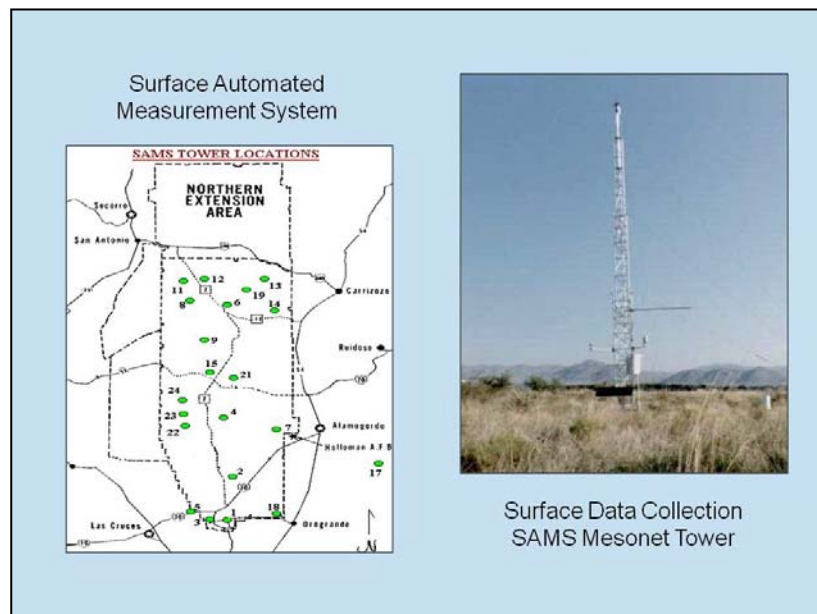 Surface Automated
Measurement System
SAMS TOWER LOCATIONS
NORTHERN
EXTENSION
AREA
Socorro
San Antonio
Carrizozo
Ruidoso
Alamogordo
Holloman A.F.B
Las Cruces
Orogrande
11
12
13
19
8
6
14
9
15
21
24
23
22
4
7
17
2
5
3
1
18
N
Surface Data Collection
SAMS Mesonet Tower